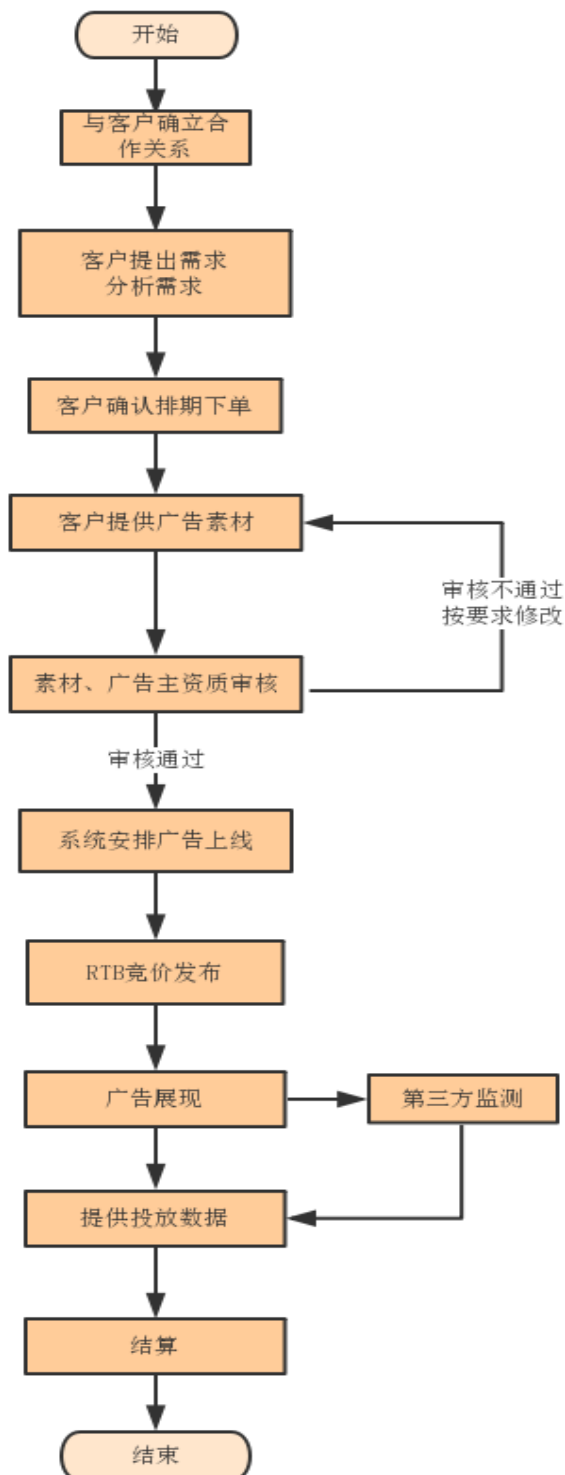 开始
与客户确立合
作关系
客户提出需求
分析需求
客户确认排期下单
客户提供广告素材
审核不通过
按要求修改
素材、广告主资质审核
审核通过
系统安排广告上线
RTB竞价发布
广告展现
第三方监测
提供投放数据
结算
结束